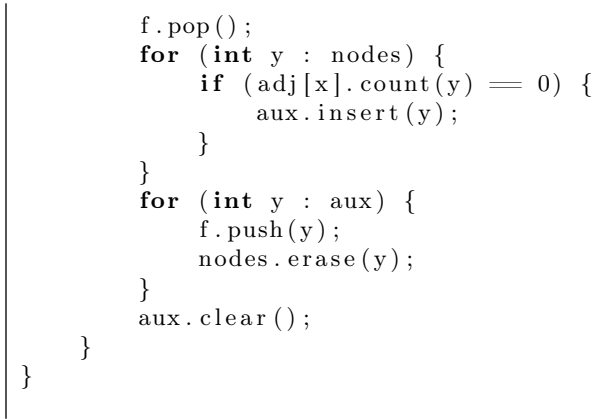 f.pop();
for (int y : nodes) {
if (adj[x].count(y) == 0) {
aux.insert(y);
}
}
for (int y : aux) {
f.push(y);
nodes.erase(y);
}
aux.clear();
}
}